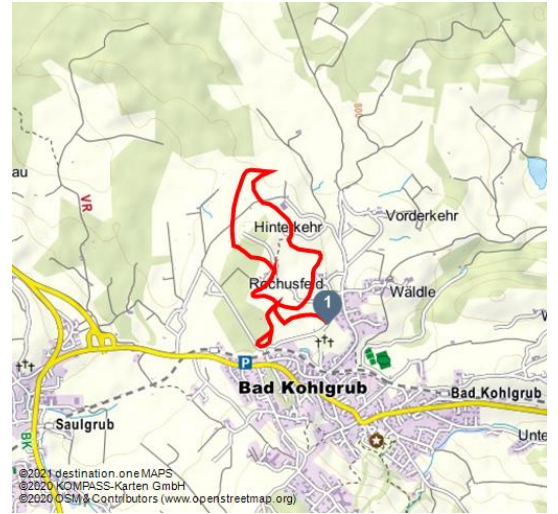 au
800
VR
Hinterkehr
Vorderkehr
Rochusfeld
1
Wäldle
P
Bad Kohlgrub
Bad Kohlgrub
Saulgrub
BK
Unte
©2021 destination.one MAPS
©2020 KOMPASS-Karten GmbH
©2020 OSM & Contributors (www.openstreetmap.org)